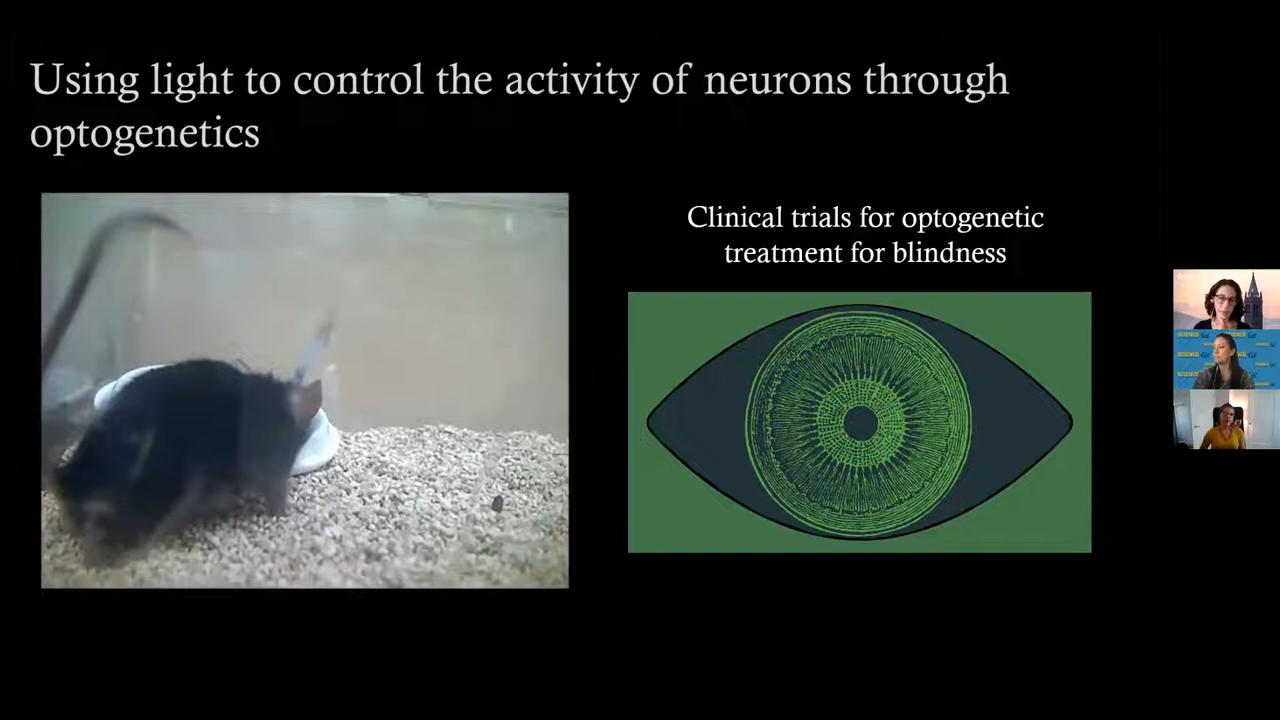 Using light to control the activity of neurons through
optogenetics
Clinical trials for optogenetic
treatment for blindness